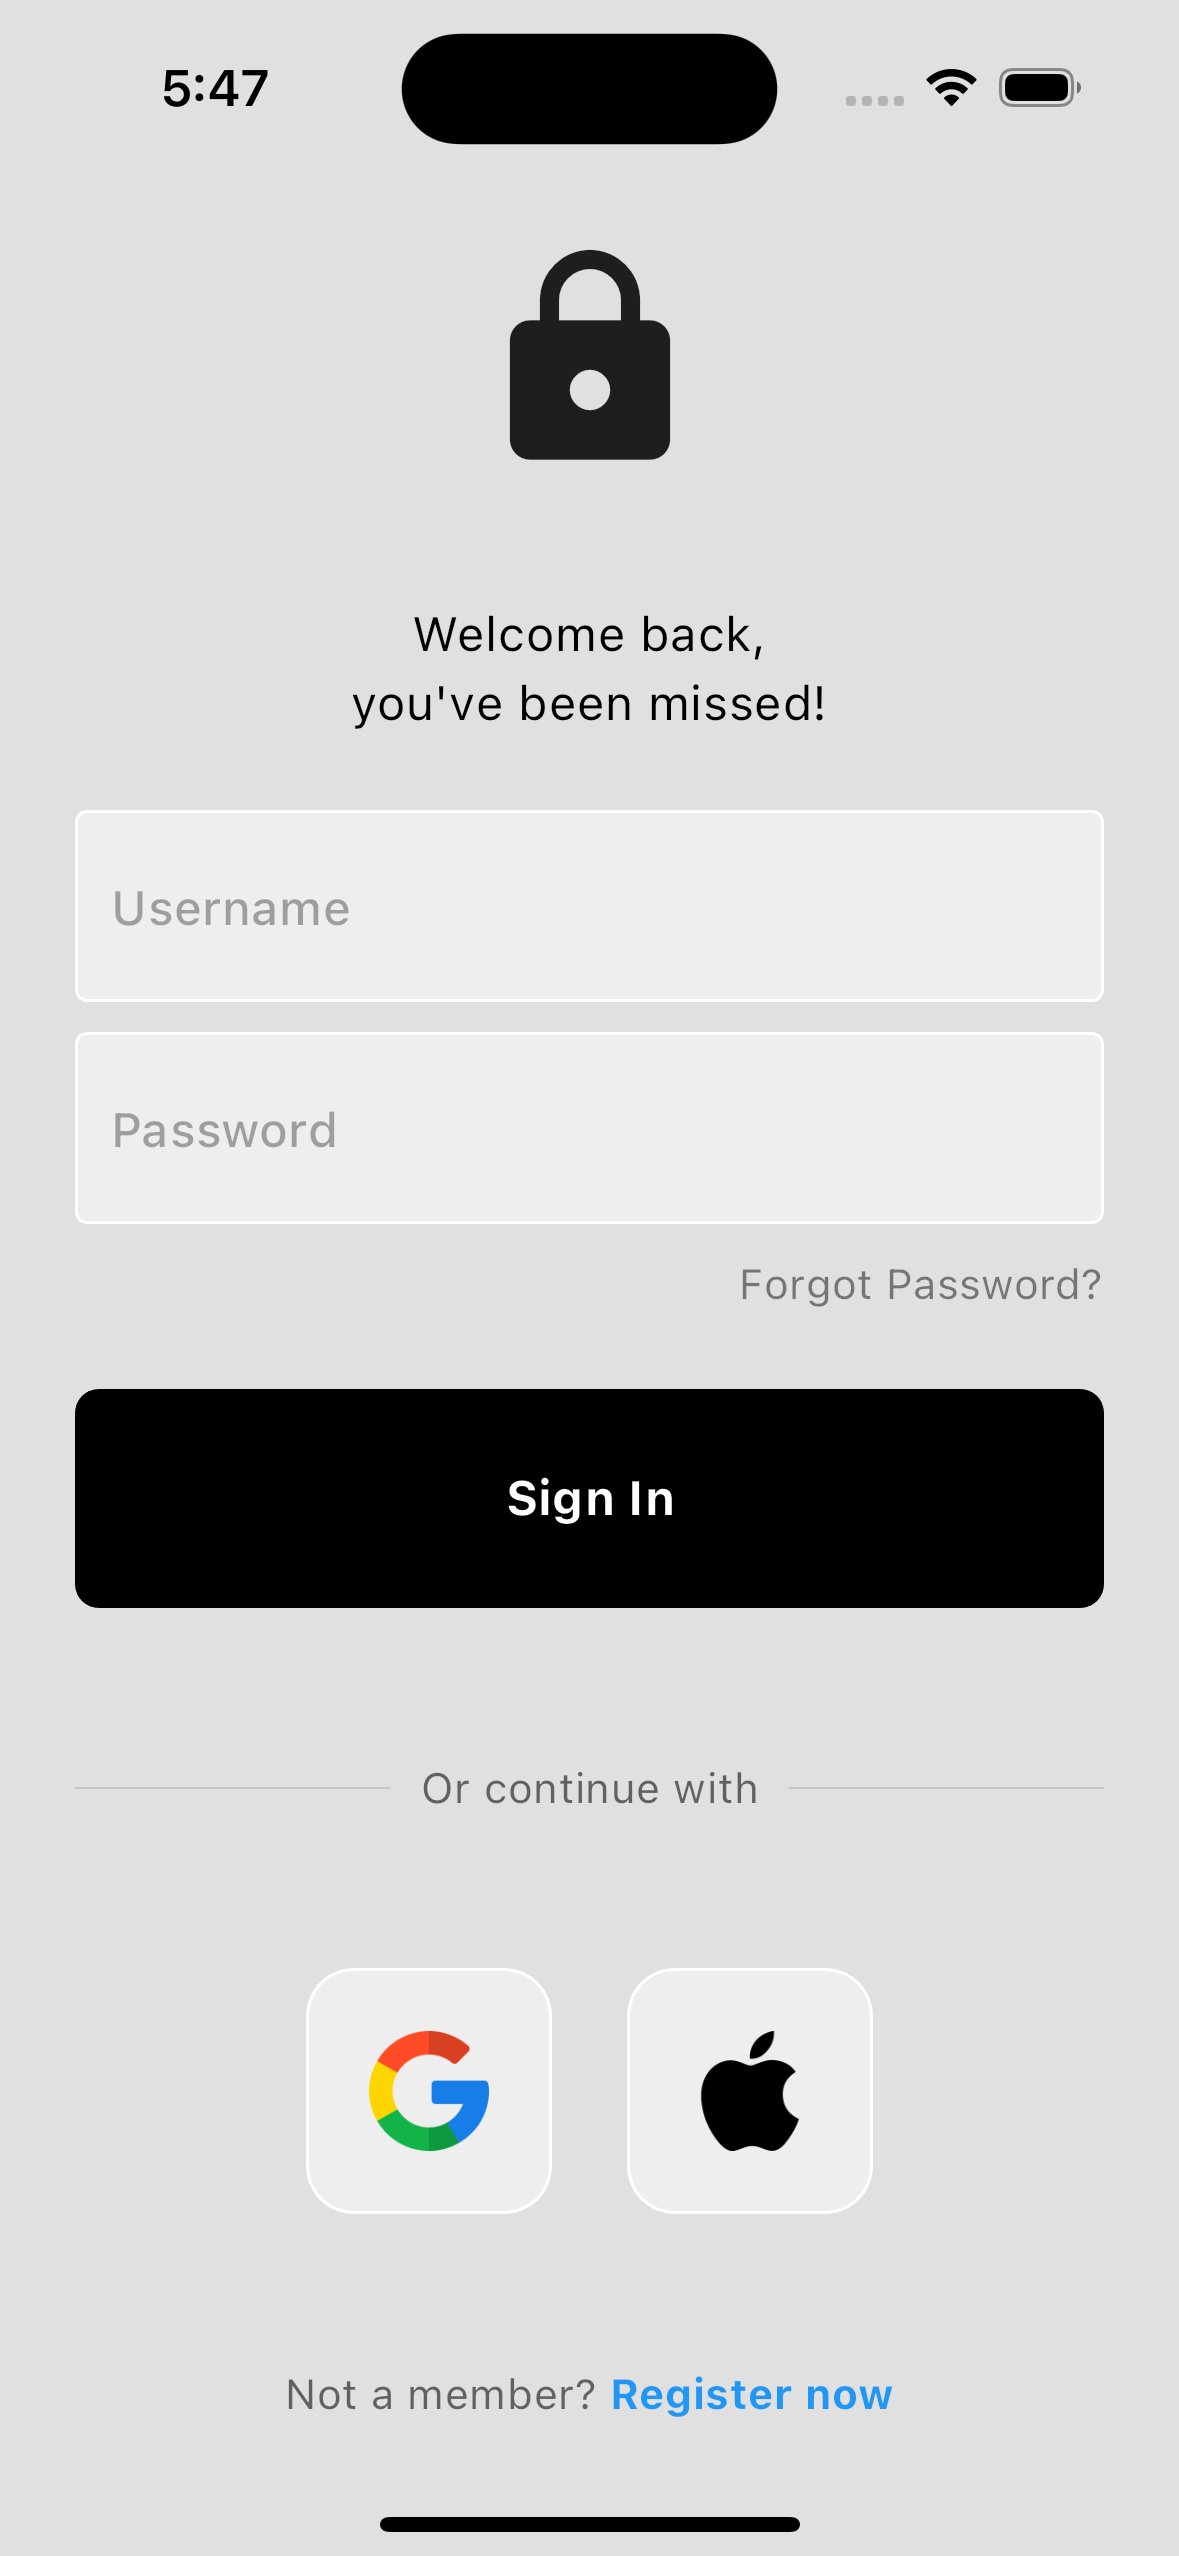 5:47
Welcome back,
you've been missed!
Username
Password
Forgot Password?
Sign In
Or continue with
Not a member? Register now